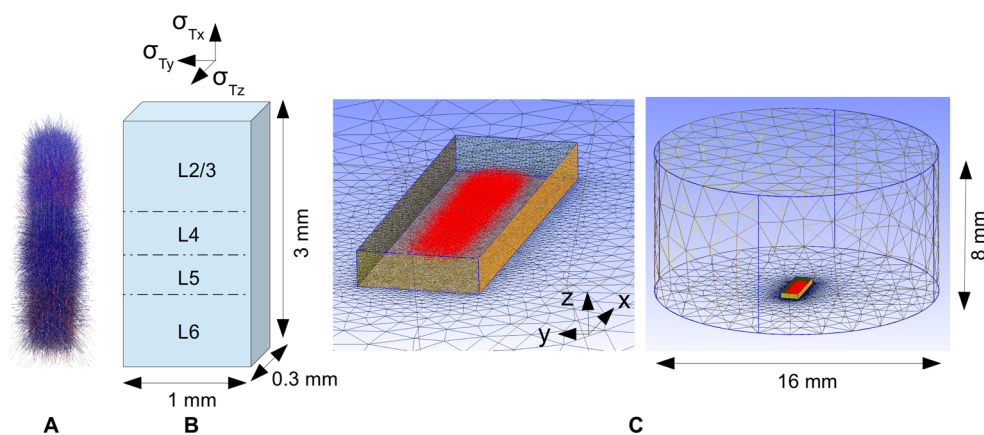 σTx
σTy
σTz
L2/3
L4
L5
L6
3 mm
0.3 mm
1 mm
z
x
y
8 mm
16 mm
A
B
C